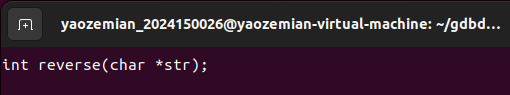 yaozemian_2024150026@yaozemian-virtual-machine: ~/gdbd...
int reverse(char *str);